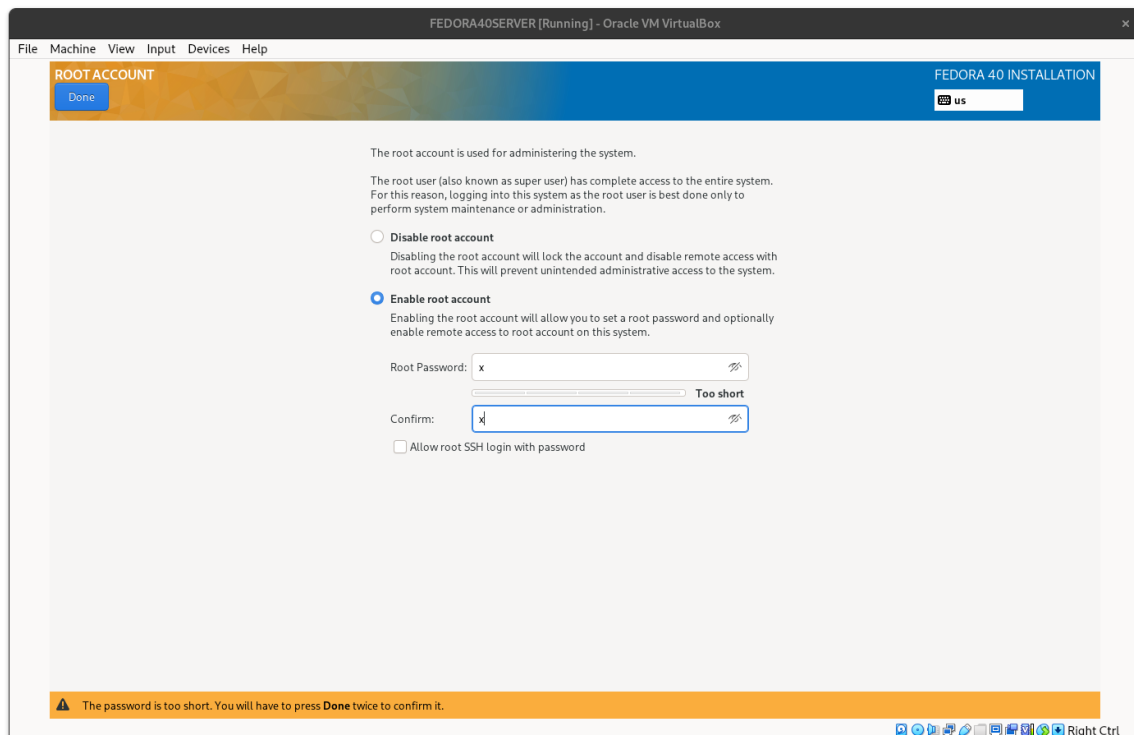 FEDORA40SERVER [Running] - Oracle VM VirtualBox
File Machine View Input Devices Help
ROOT ACCOUNT
FEDORA 40 INSTALLATION
Done
us
The root account is used for administering the system.
The root user (also known as super user) has complete access to the entire system.
For this reason, logging into this system as the root user is best done only to
perform system maintenance or administration.
Disable root account
Disabling the root account will lock the account and disable remote access with
root account. This will prevent unintended administrative access to the system.
Enable root account
Enabling the root account will allow you to set a root password and optionally
enable remote access to root account on this system.
Root Password: x
Too short
Confirm: x
Allow root SSH login with password
The password is too short. You will have to press Done twice to confirm it.
Right Ctrl